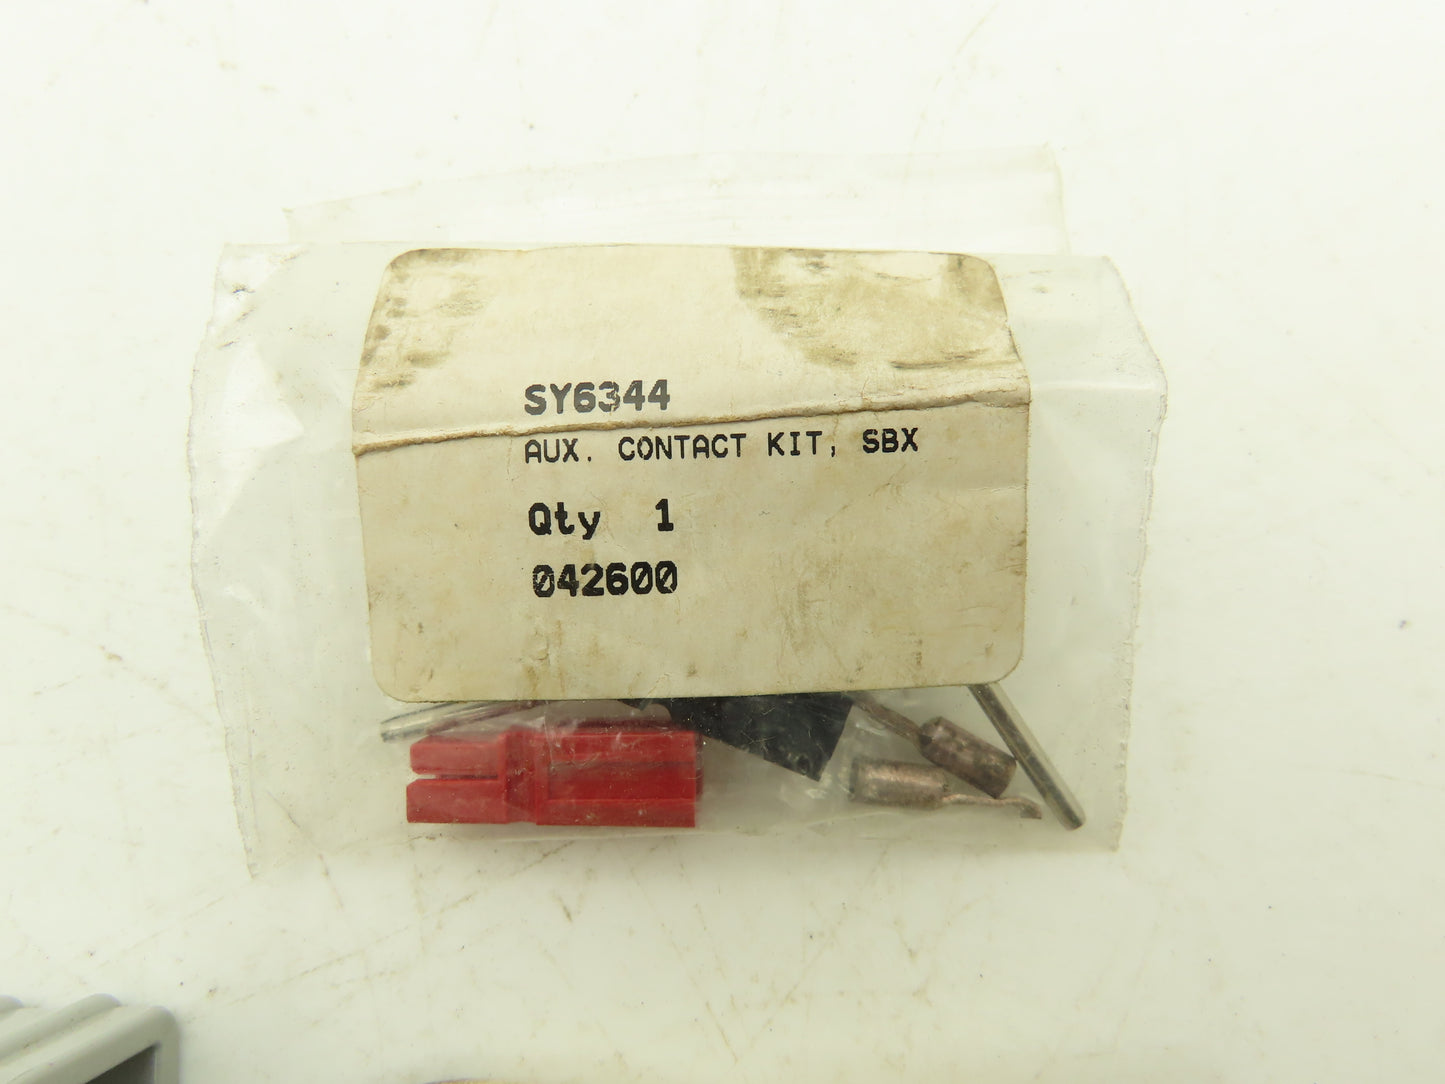 SY6344
AUX. CONTACT KIT, SBX
Qty 1
042600